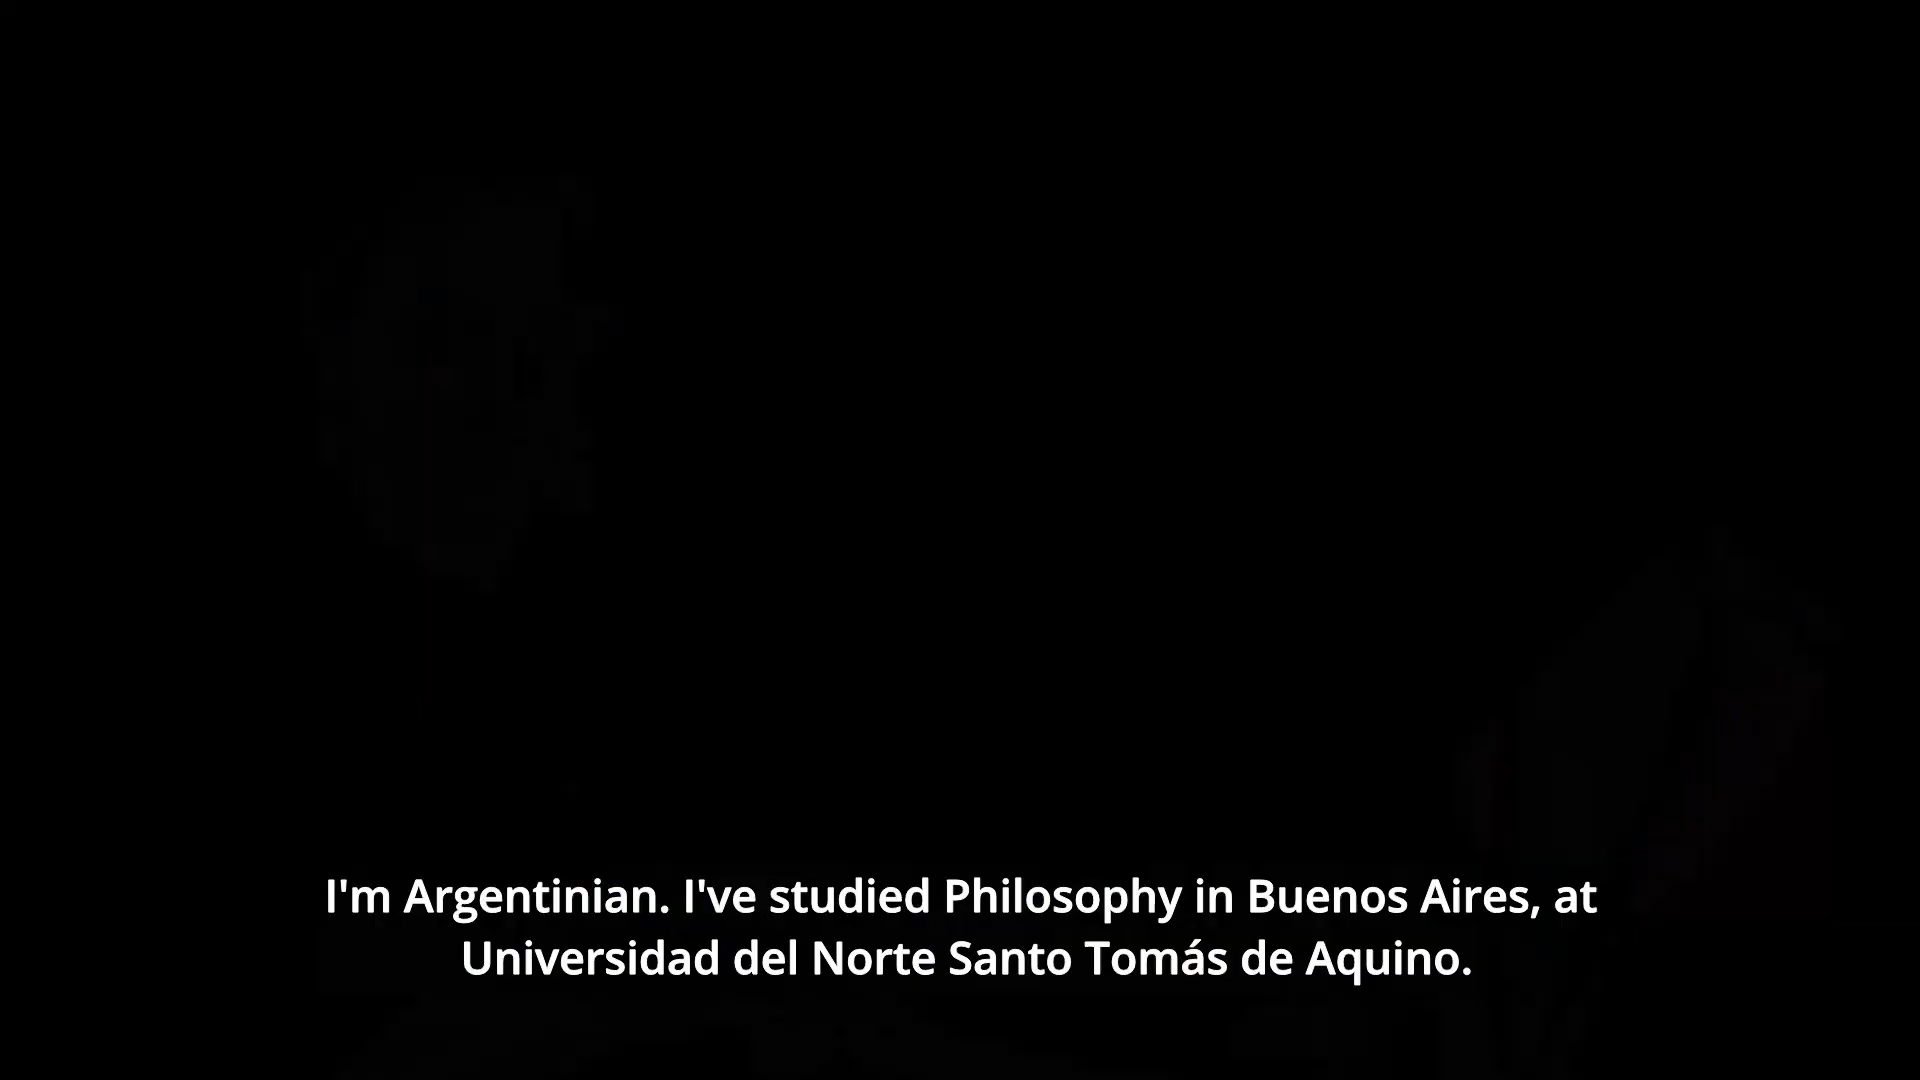 I'm Argentinian. I've studied Philosophy in Buenos Aires, at
Universidad del Norte Santo Tomás de Aquino.